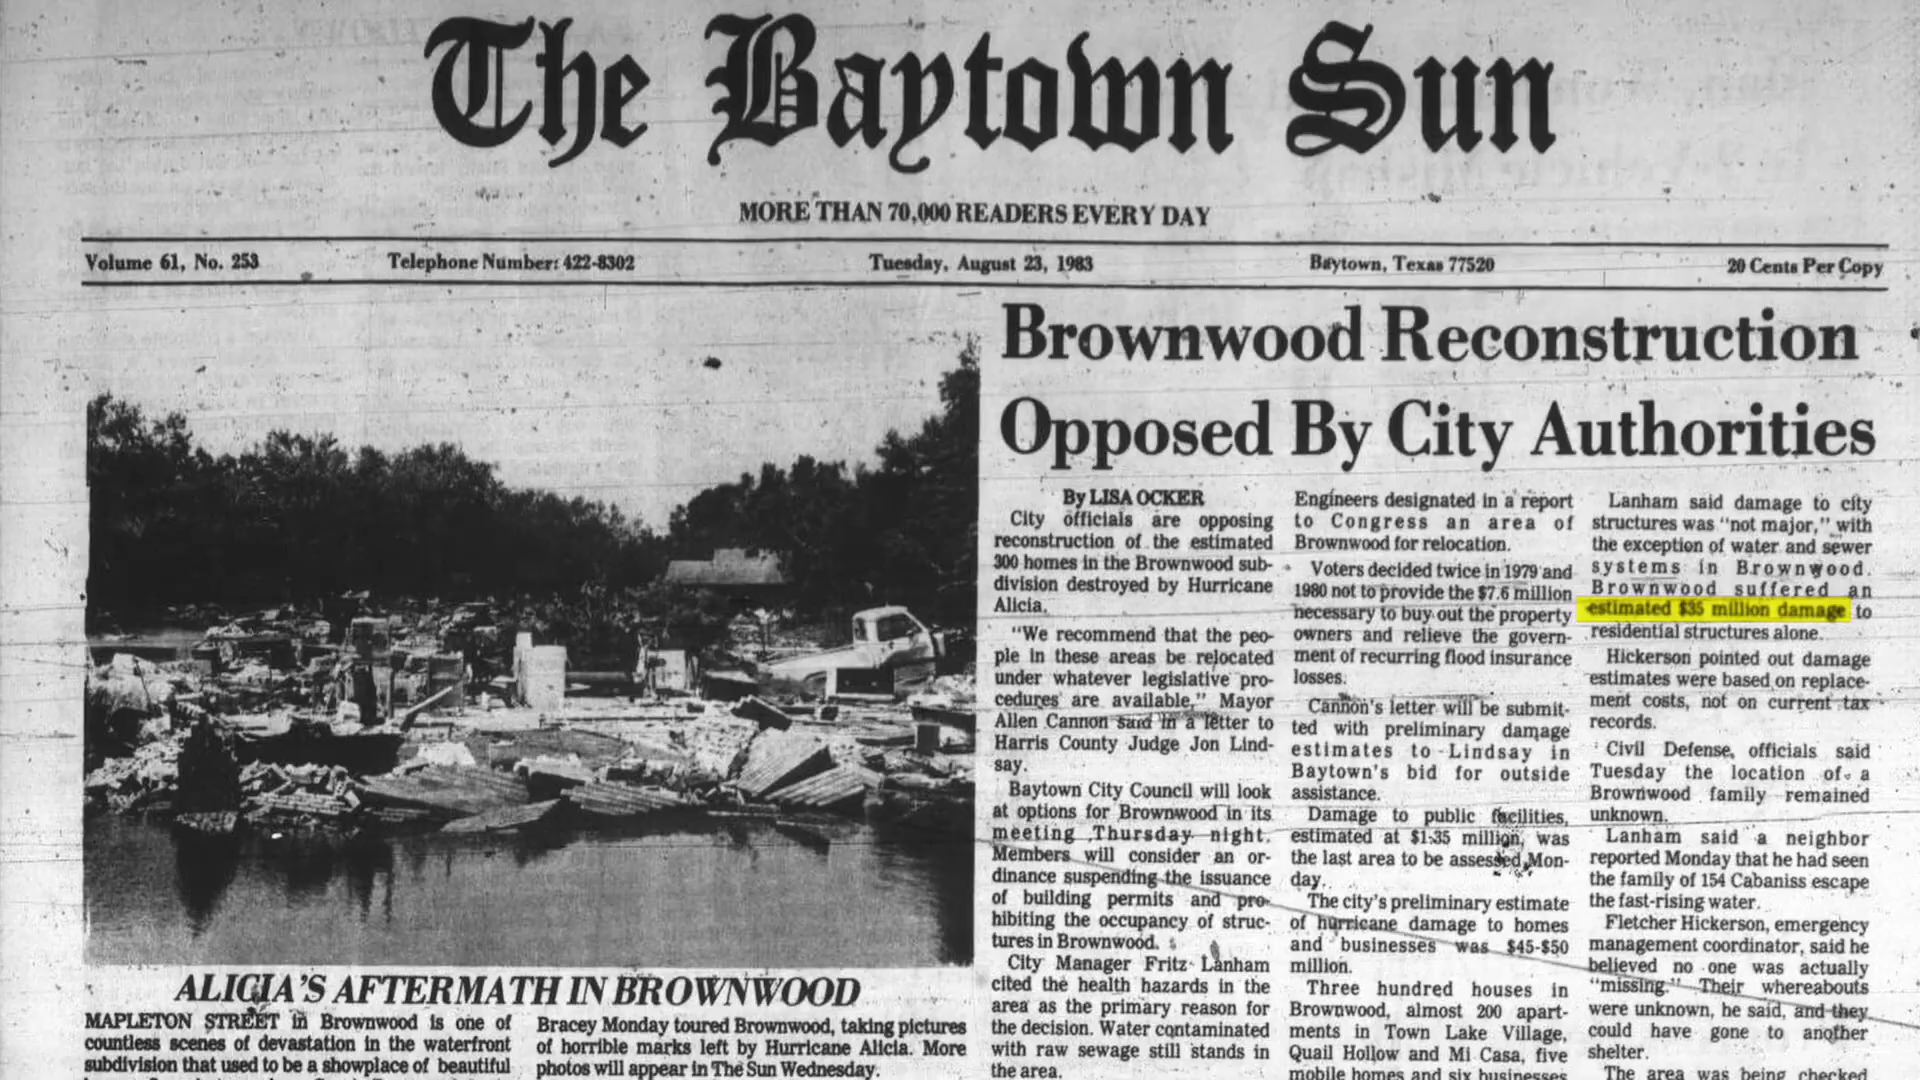 The Baytown Sun
MORE THAN 70,000 READERS EVERY DAY
Volume 61, No. 253 Telephone Number: 422-8302 Tuesday, August 23, 1983 Baytown, Texas 77520 20 Cents Per Copy
ALICIA'S AFTERMATH IN BROWNWOOD
MAPLETON STREET in Brownwood is one of
countless scenes of devastation in the waterfront
subdivision that used to be a showplace of beautiful
Bracey Monday toured Brownwood, taking pictures
of horrible marks left by Hurricane Alicia. More
photos will appear in The Sun Wednesday.
Brownwood Reconstruction
Opposed By City Authorities
By LISA OCKER
City officials are opposing
reconstruction of the estimated
300 homes in the Brownwood sub-
division destroyed by Hurricane
Alicia.
"We recommend that the peo-
ple in these areas be relocated
under whatever legislative pro-
cedures are available," Mayor
Allen Cannon said in a letter to
Harris County Judge Jon Lind-
say.
Baytown City Council will look
at options for Brownwood in its
meeting Thursday night.
Members will consider an or-
dinance suspending the issuance
of building permits and pro-
hibiting the occupancy of struc-
tures in Brownwood.
City Manager Fritz Lanham
cited the health hazards in the
area as the primary reason for
the decision. Water contaminated
with raw sewage still stands in
the area.
Engineers designated in a report
to Congress an area of
Brownwood for relocation.
Voters decided twice in 1979 and
1980 not to provide the $7.6 million
necessary to buy out the property
owners and relieve the govern-
ment of recurring flood insurance
losses.
Cannon's letter will be submit-
ted with preliminary damage
estimates to Lindsay in
Baytown's bid for outside
assistance.
Damage to public facilities,
estimated at $1.35 million, was
the last area to be assessed Mon-
day.
The city's preliminary estimate
of hurricane damage to homes
and businesses was $45-$50
million.
Three hundred houses in
Brownwood, almost 200 apart-
ments in Town Lake Village,
Quail Hollow and Mi Casa, five
mobile homes and six businesses
Lanham said damage to city
structures was "not major," with
the exception of water and sewer
systems in Brownwood.
Brownwood suffered an
estimated $35 million damage to
residential structures alone.
Hickerson pointed out damage
estimates were based on replace-
ment costs, not on current tax
records.
Civil Defense, officials said
Tuesday the location of a
Brownwood family remained
unknown.
Lanham said a neighbor
reported Monday that he had seen
the family of 154 Cabaniss escape
the fast-rising water.
Fletcher Hickerson, emergency
management coordinator, said he
believed no one was actually
"missing." Their whereabouts
were unknown, he said, and they
could have gone to another
shelter.
The area was being checked